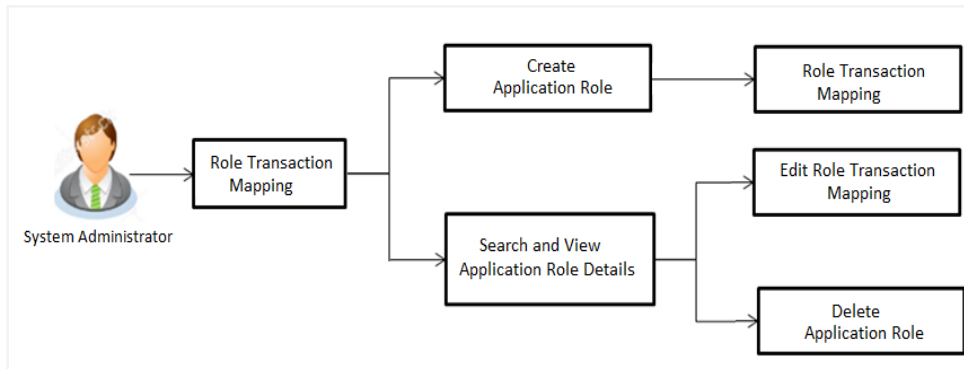 Create
Application Role
Role Transaction
Mapping
Role Transaction
Mapping
Edit Role Transaction
Mapping
System Administrator
Search and View
Application Role Details
Delete
Application Role